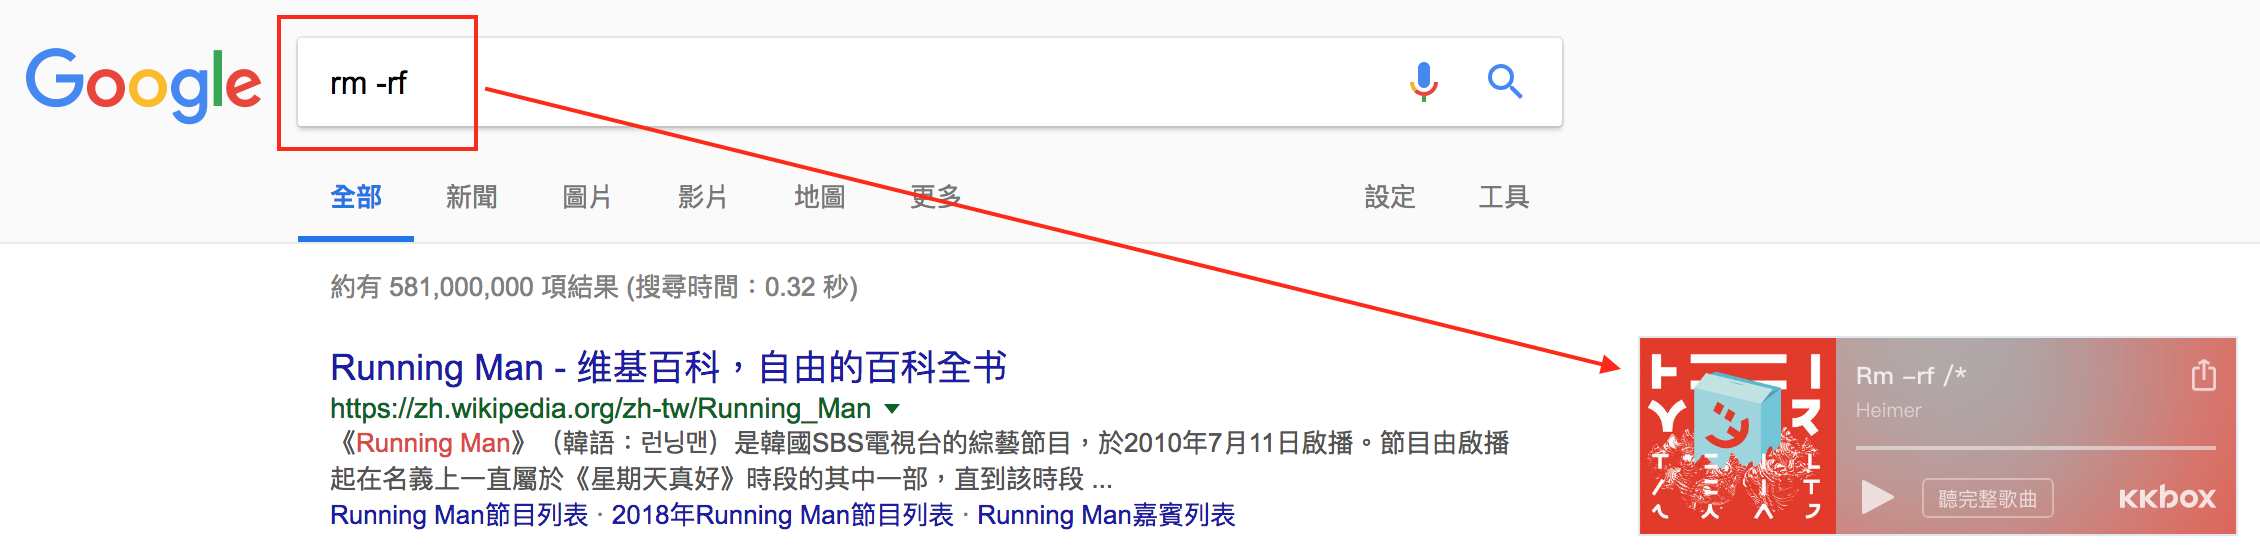 Google
rm -rf
全部 新聞 圖片 影片 地圖 更多 設定 工具
約有 581,000,000 項結果 (搜尋時間：0.32 秒)
Running Man - 维基百科，自由的百科全书
https://zh.wikipedia.org/zh-tw/Running_Man
《Running Man》（韓語：런닝맨）是韓國SBS電視台的綜藝節目，於2010年7月11日啟播。節目由啟播
起在名義上一直屬於《星期天真好》時段的其中一部，直到該時段 ...
Running Man節目列表 · 2018年Running Man節目列表 · Running Man嘉賓列表
Rm -rf /*
Heimer
聽完整歌曲
KKBOX